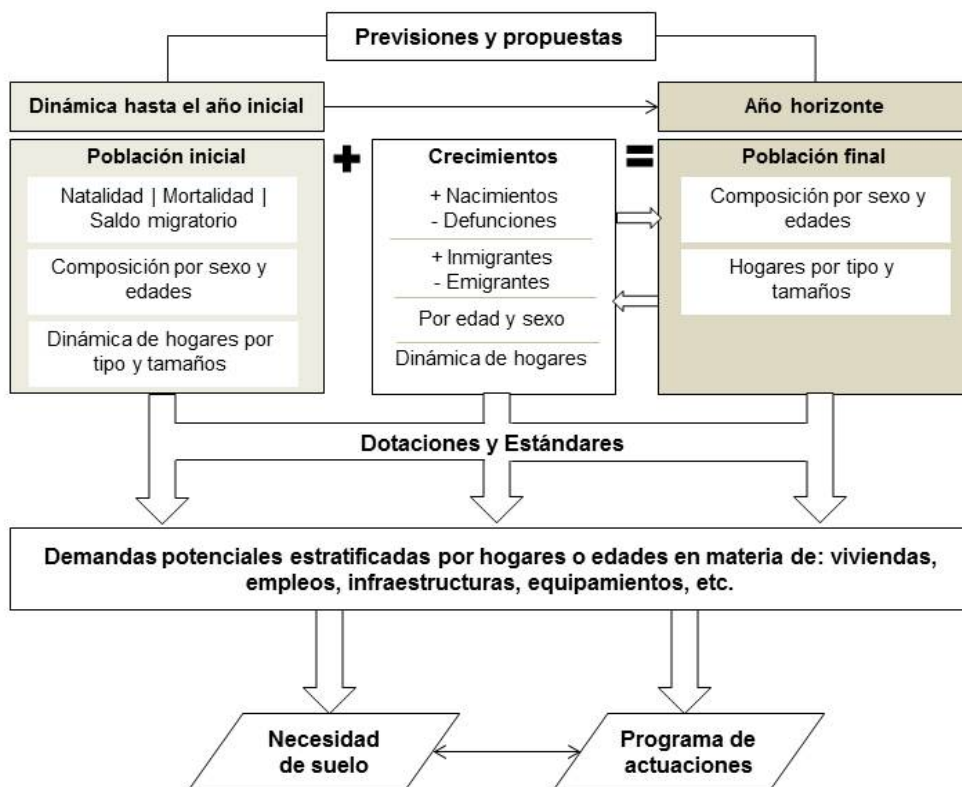 Previsiones y propuestas
Dinámica hasta el año inicial
Año horizonte
Población inicial
Natalidad | Mortalidad |
Saldo migratorio
Composición por sexo y
edades
Dinámica de hogares por
tipo y tamaños
+
Crecimientos
+ Nacimientos
- Defunciones
+ Inmigrantes
- Emigrantes
Por edad y sexo
Dinámica de hogares
=
Población final
Composición por sexo y
edades
Hogares por tipo y
tamaños
Dotaciones y Estándares
Demandas potenciales estratificadas por hogares o edades en materia de: viviendas,
empleos, infraestructuras, equipamientos, etc.
Necesidad
de suelo
Programa de
actuaciones